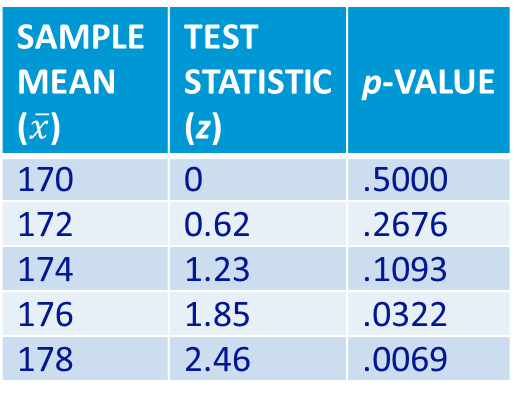 SAMPLE MEAN (x̄) TEST STATISTIC (z) p-VALUE
170 0 .5000
172 0.62 .2676
174 1.23 .1093
176 1.85 .0322
178 2.46 .0069